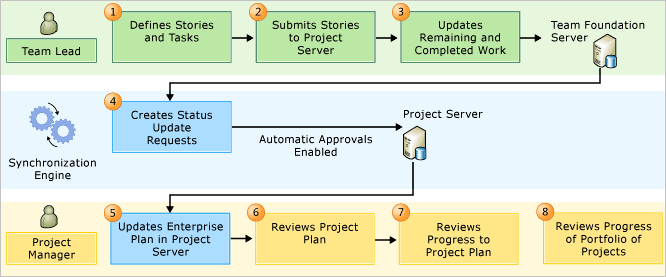 1
2
3
Defines Stories
and Tasks
Submits Stories
to Project
Server
Updates
Remaining and
Completed Work
Team Foundation
Server
Team Lead
4
Creates Status
Update
Requests
Automatic Approvals
Enabled
Project Server
Synchronization
Engine
5
6
7
8
Updates Enterprise
Plan in Project
Server
Reviews Project
Plan
Reviews
Progress to
Project Plan
Reviews Progress
of Portfolio of
Projects
Project
Manager